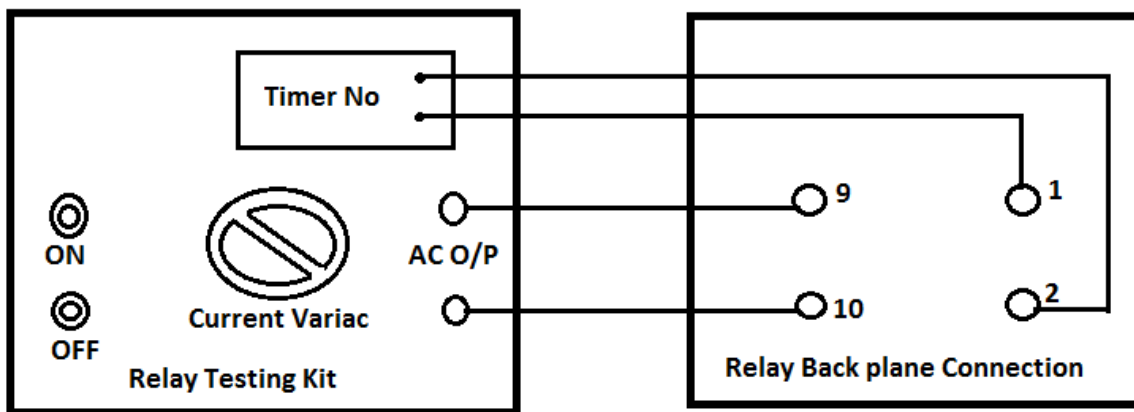 Timer No
ON
OFF
Current Variac
AC O/P
Relay Testing Kit
9
10
1
2
Relay Back plane Connection